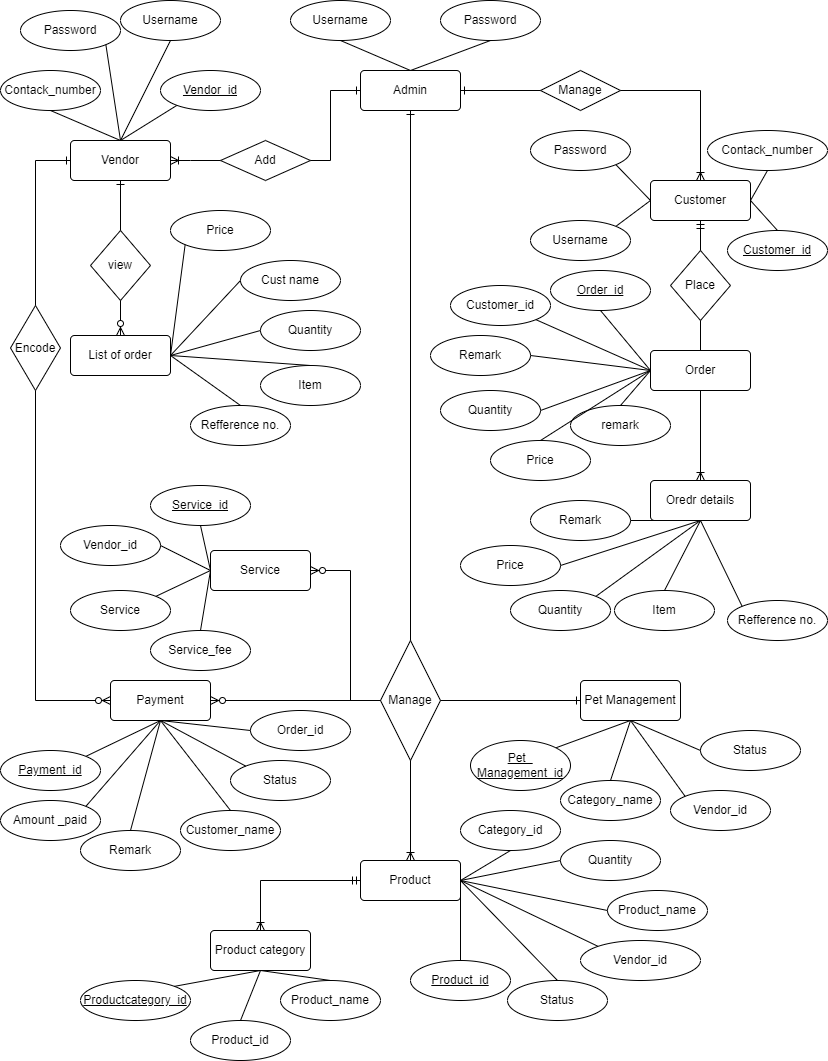 Username
Username
Password
Password
Contack_number
Vendor_id
Admin
Manage
Vendor
Add
Password
Contack_number
Customer
Price
Username
Customer_id
view
Cust name
Place
Order_id
Customer_id
Quantity
Encode
List of order
Remark
Order
Item
Quantity
remark
Refference no.
Price
Oredr details
Service_id
Remark
Vendor_id
Price
Service
Quantity
Item
Service
Refference no.
Service_fee
Payment
Manage
Pet Management
Order_id
Status
Pet_
Management_id
Payment_id
Status
Category_name
Vendor_id
Amount _paid
Customer_name
Category_id
Remark
Quantity
Product
Product_name
Product category
Vendor_id
Product_id
Productcategory_id
Product_name
Status
Product_id